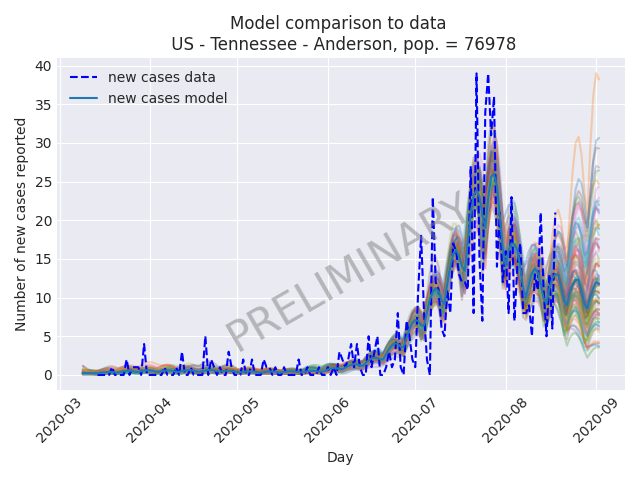 Model comparison to data
US - Tennessee - Anderson, pop. = 76978
new cases data
new cases model
Number of new cases reported
40
35
30
25
20
15
10
5
0
PRELIMINARY
2020-03
2020-04
2020-05
2020-06
2020-07
2020-08
2020-09
Day